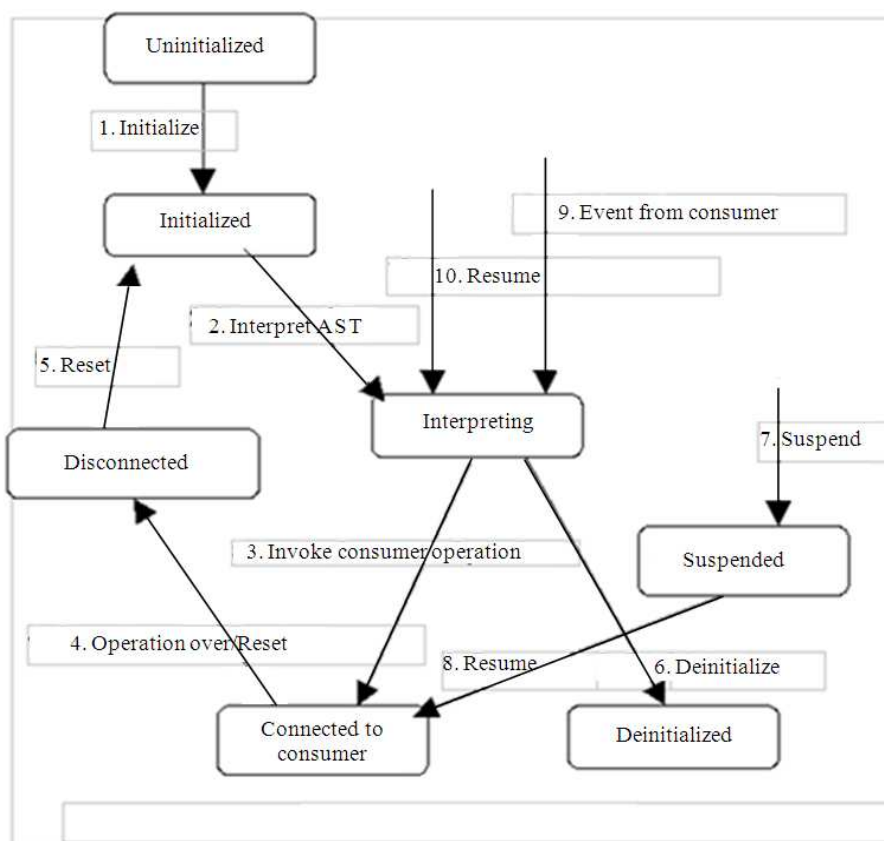 Uninitialized
1. Initialize
Initialized
9. Event from consumer
10. Resume
2. Interpret AST
5. Reset
Interpreting
7. Suspend
Disconnected
3. Invoke consumer operation
Suspended
4. Operation over/Reset
8. Resume
6. Deinitialize
Connected to
consumer
Deinitialized